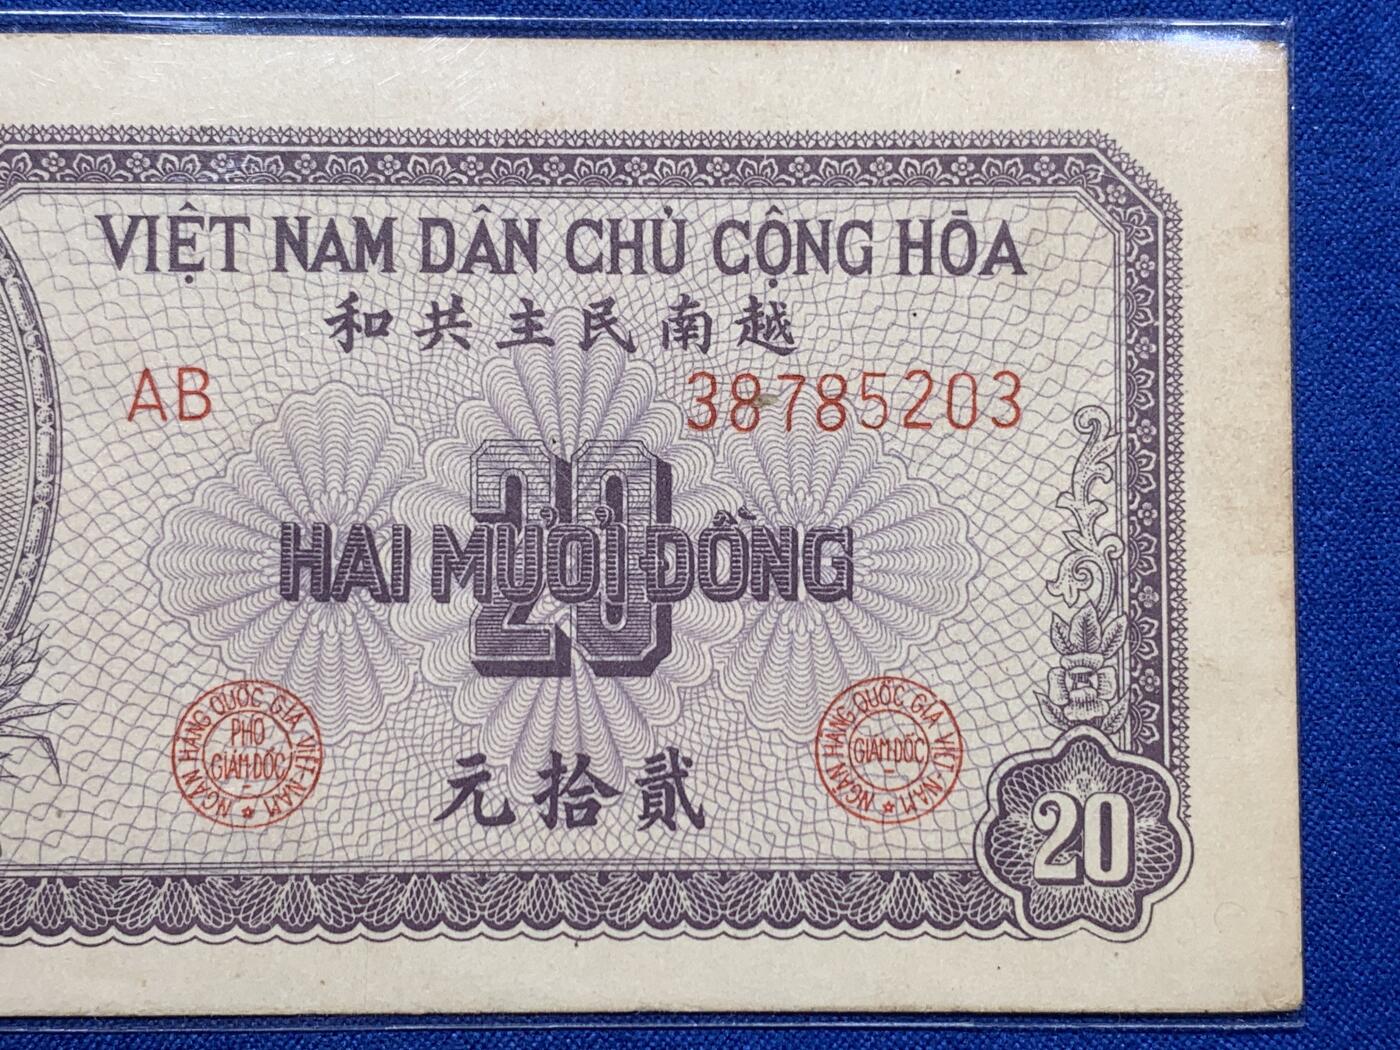 VIỆT NAM DÂN CHỦ CỘNG HÒA
和共主民南越
AB 38785203
20
HAI MƯƠI ĐỒNG
NGÂN HÀNG QUỐC GIA VIỆT-NAM
PHÓ
GIÁM-ĐỐC
元拾貳
NGÂN HÀNG QUỐC GIA VIỆT-NAM
GIÁM-ĐỐC
20